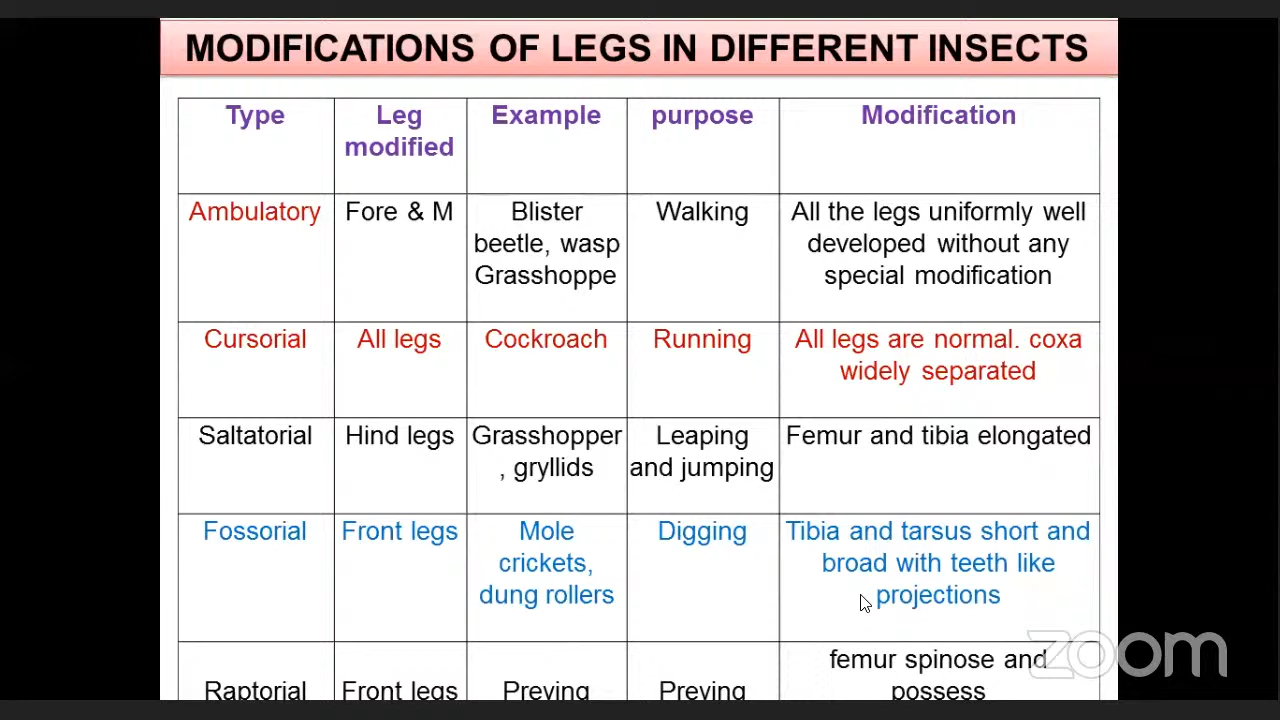 MODIFICATIONS OF LEGS IN DIFFERENT INSECTS
Type
Leg
modified
Example
purpose
Modification
Ambulatory
Fore & M
Blister
beetle, wasp
Grasshoppe
Walking
All the legs uniformly well
developed without any
special modification
Cursorial
All legs
Cockroach
Running
All legs are normal. coxa
widely separated
Saltatorial
Hind legs
Grasshopper
, gryllids
Leaping
and jumping
Femur and tibia elongated
Fossorial
Front legs
Mole
crickets,
dung rollers
Digging
Tibia and tarsus short and
broad with teeth like
projections
Raptorial
Front legs
Preying
Preying
femur spinose and
possess
zoom